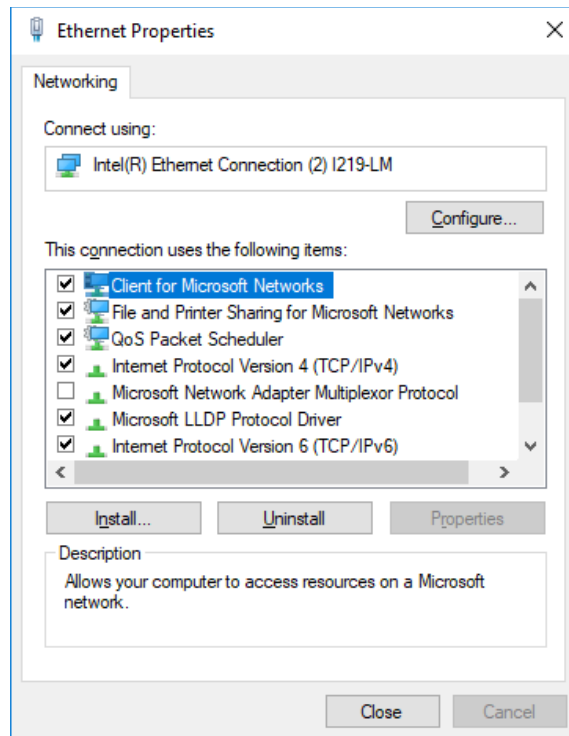 Ethernet Properties
Networking
Connect using:
Intel(R) Ethernet Connection (2) I219-LM
Configure...
This connection uses the following items:
Client for Microsoft Networks
File and Printer Sharing for Microsoft Networks
QoS Packet Scheduler
Internet Protocol Version 4 (TCP/IPv4)
Microsoft Network Adapter Multiplexor Protocol
Microsoft LLDP Protocol Driver
Internet Protocol Version 6 (TCP/IPv6)
Install... Uninstall Properties
Description
Allows your computer to access resources on a Microsoft
network.
Close Cancel